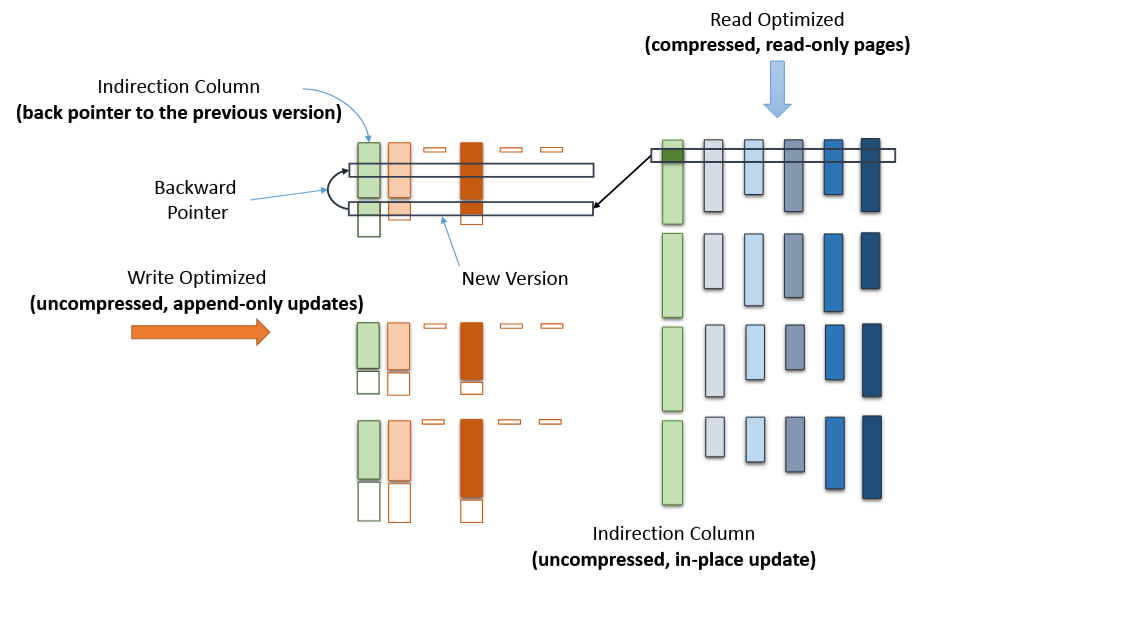 Read Optimized
(compressed, read-only pages)
Indirection Column
(back pointer to the previous version)
Backward
Pointer
New Version
Write Optimized
(uncompressed, append-only updates)
Indirection Column
(uncompressed, in-place update)